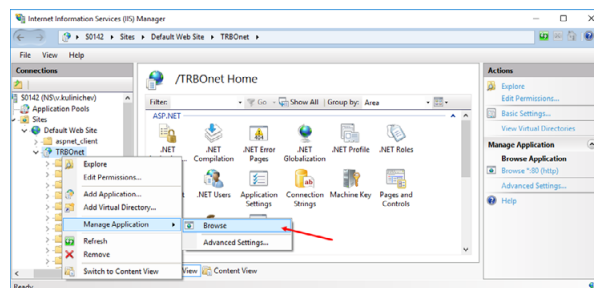 Internet Information Services (IIS) Manager
S0142 Sites Default Web Site TRBOnet
File View Help
Connections
S0142 (NS\v.kulinichev)
Application Pools
Sites
Default Web Site
aspnet_client
TRBOnet
Explore
Edit Permissions...
Add Application...
Add Virtual Directory...
Manage Application
Refresh
Remove
Switch to Content View
Browse
Advanced Settings...
/TRBOnet Home
Filter: Go Show All Group by: Area
ASP.NET
.NET
Compilation
.NET Error Pages
.NET Globalization
.NET Profile
.NET Roles
.NET Users
Application Settings
Connection Strings
Machine Key
Pages and Controls
View Content View
Actions
Explore
Edit Permissions...
Basic Settings...
View Virtual Directories
Manage Application
Browse Application
Browse *:80 (http)
Advanced Settings...
Help
Ready